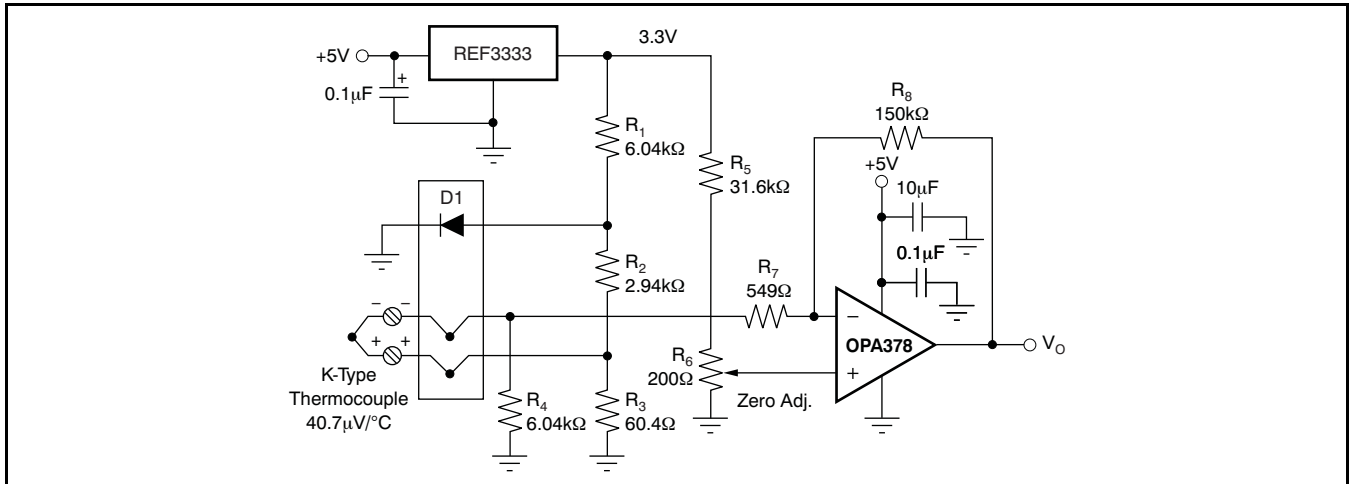 +5V
REF3333
3.3V
0.1µF
+
R1
6.04kΩ
R5
31.6kΩ
R8
150kΩ
+5V
10µF
0.1µF
D1
R2
2.94kΩ
R7
549Ω
− −
+ +
K-Type
Thermocouple
40.7µV/°C
R4
6.04kΩ
R3
60.4Ω
R6
200Ω
Zero Adj.
−
OPA378
+
VO